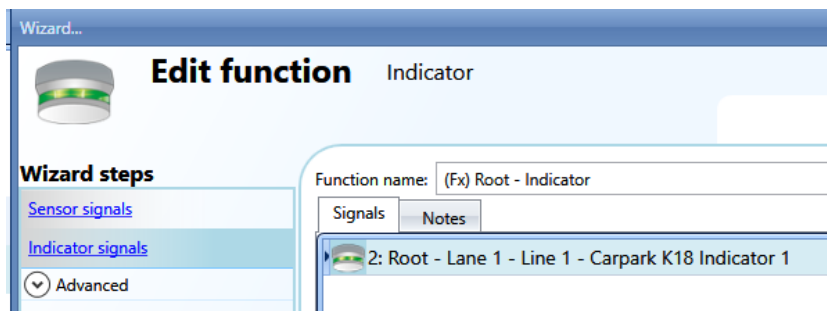 Wizard...
Edit function Indicator
Wizard steps
Function name: (Fx) Root - Indicator
Sensor signals
Signals Notes
Indicator signals
2: Root - Lane 1 - Line 1 - Carpark K18 Indicator 1
Advanced